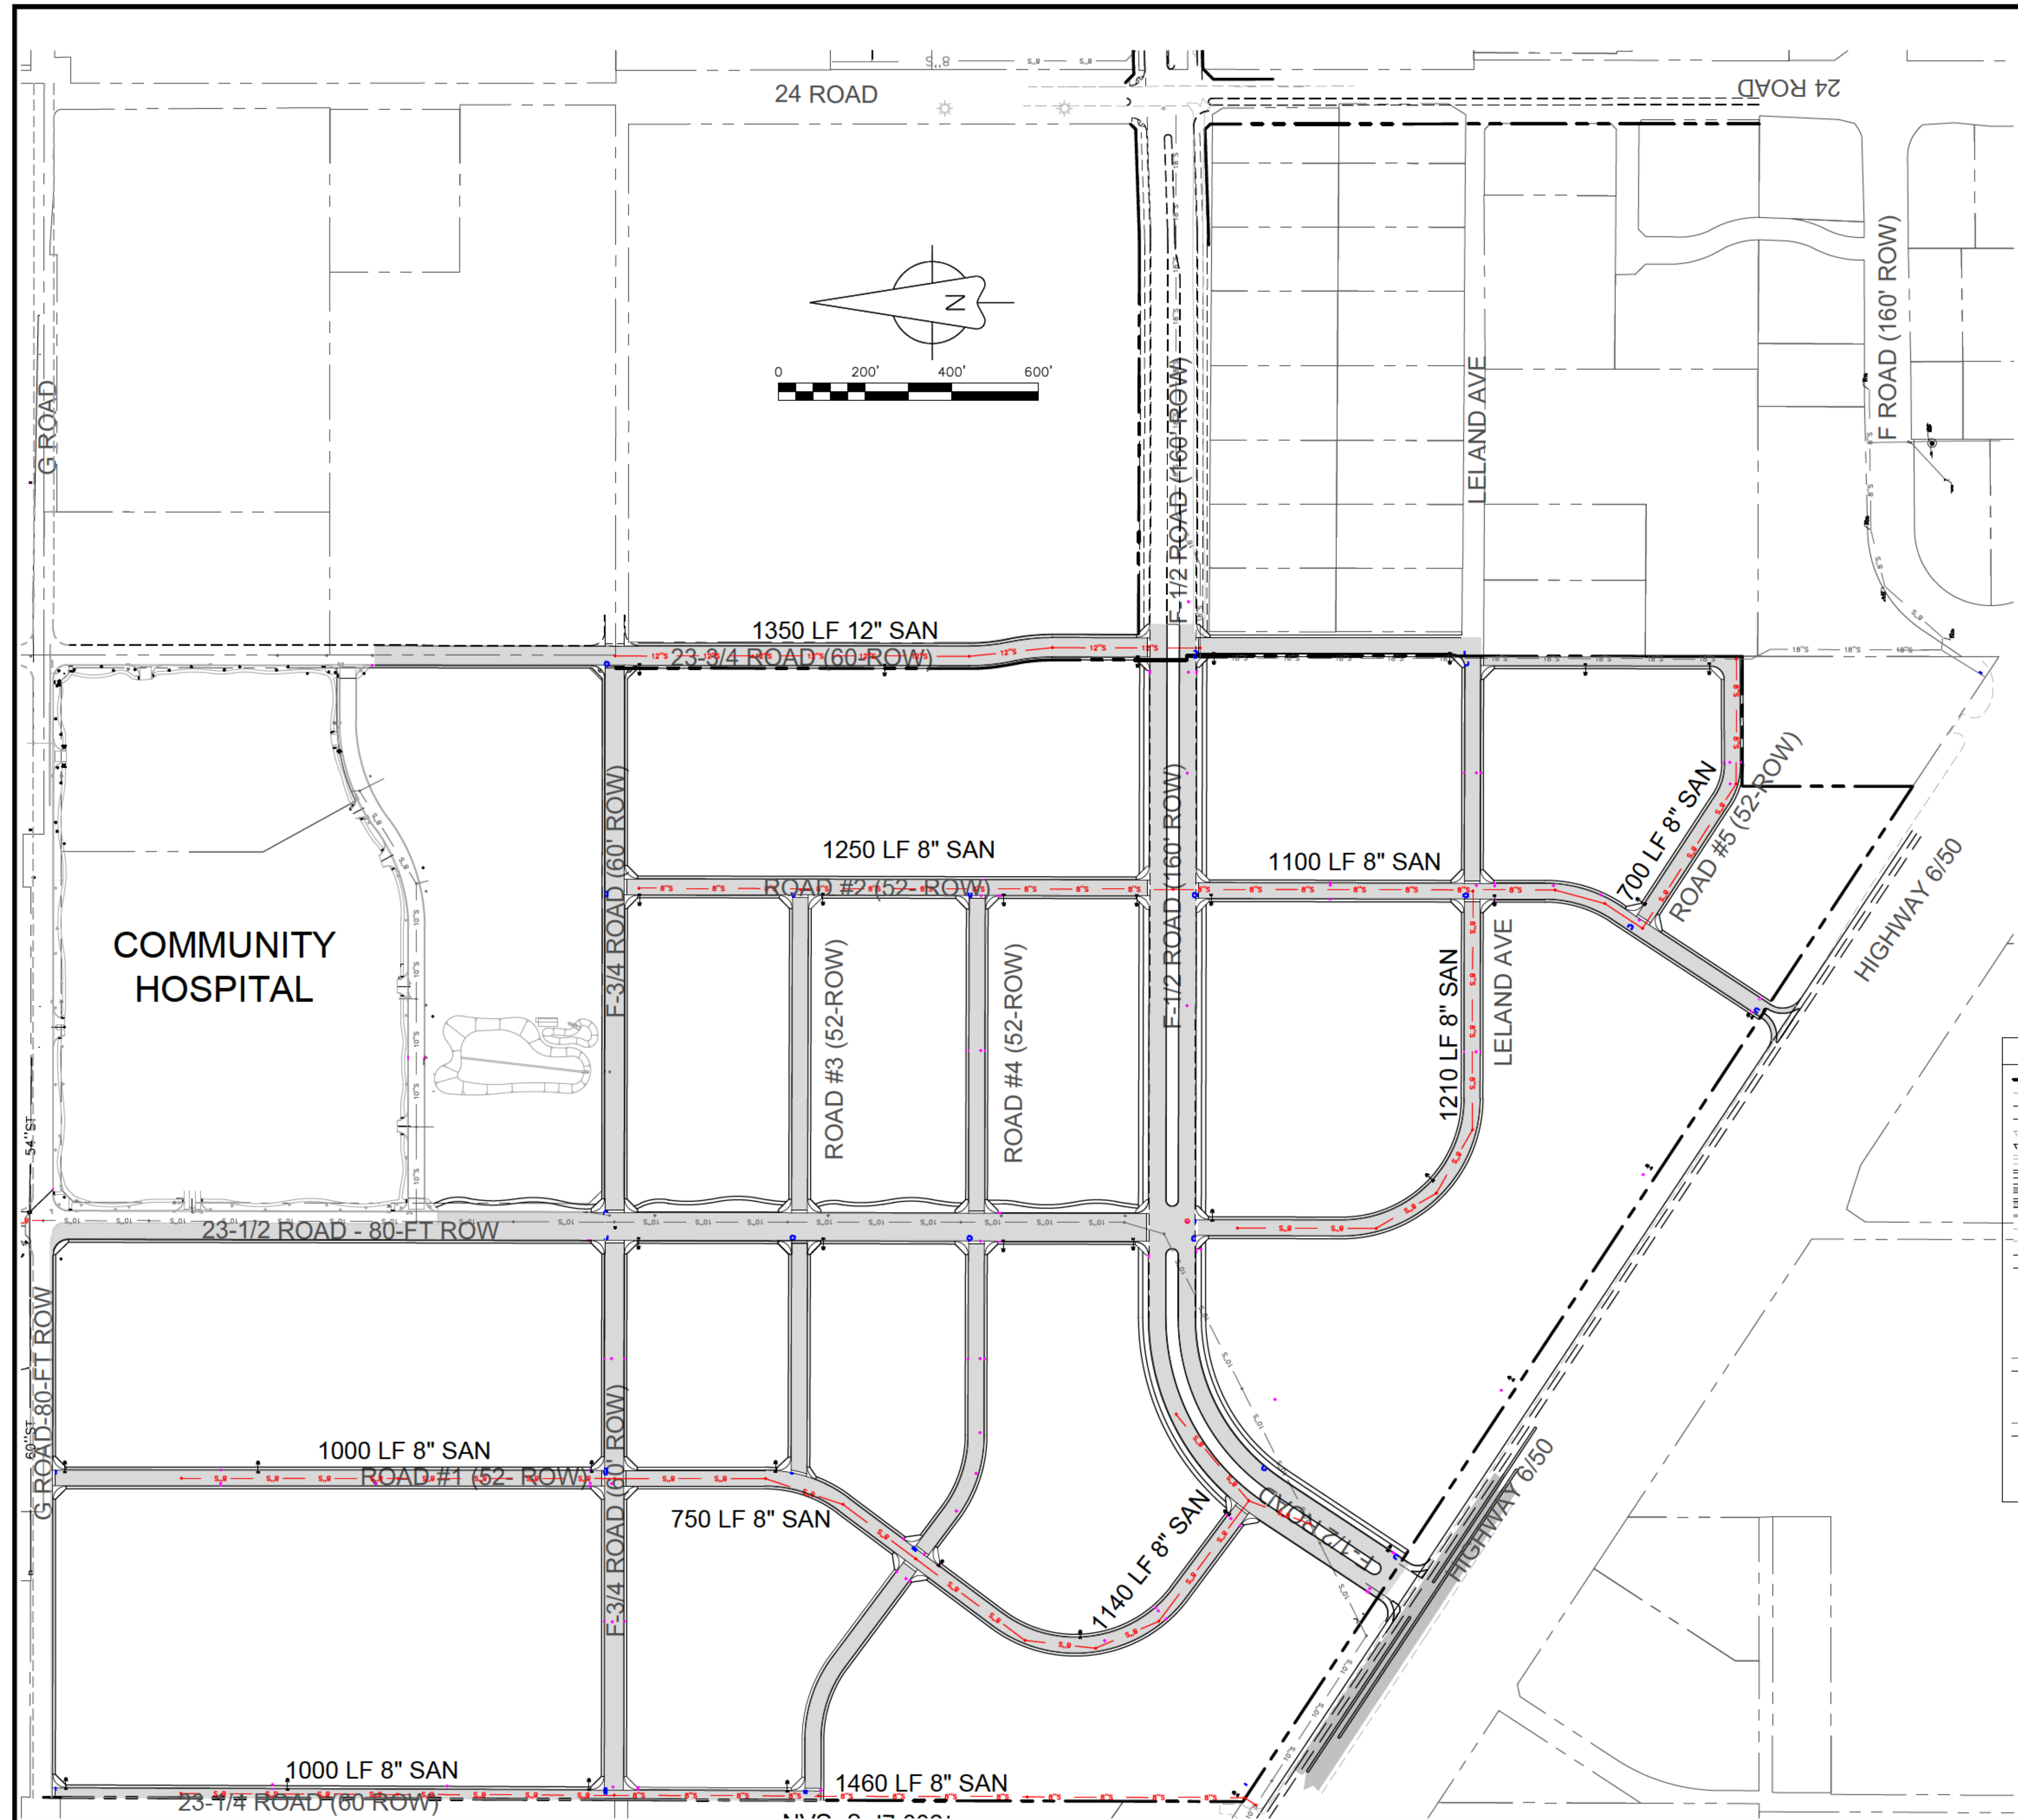 24 ROAD
24 ROAD
G ROAD
N
0 200' 400' 600'
F-1/2 ROAD (160' ROW)
LELAND AVE
F ROAD (160' ROW)
1350 LF 12" SAN
23-3/4 ROAD (60-ROW)
F-3/4 ROAD (60' ROW)
1250 LF 8" SAN
ROAD #2 (52- ROW)
F-1/2 ROAD (160' ROW)
1100 LF 8" SAN
700 LF 8" SAN
ROAD #5 (52-ROW)
HIGHWAY 6/50
COMMUNITY
HOSPITAL
ROAD #3 (52-ROW)
ROAD #4 (52-ROW)
1210 LF 8" SAN
LELAND AVE
54"ST
23-1/2 ROAD - 80-FT ROW
G ROAD-80-FT ROW
60"ST
1000 LF 8" SAN
ROAD #1 (52- ROW)
F-3/4 ROAD (60' ROW)
750 LF 8" SAN
1140 LF 8" SAN
F-1/2 ROAD
HIGHWAY 6/50
1000 LF 8" SAN
23-1/4 ROAD (60 ROW)
1460 LF 8" SAN